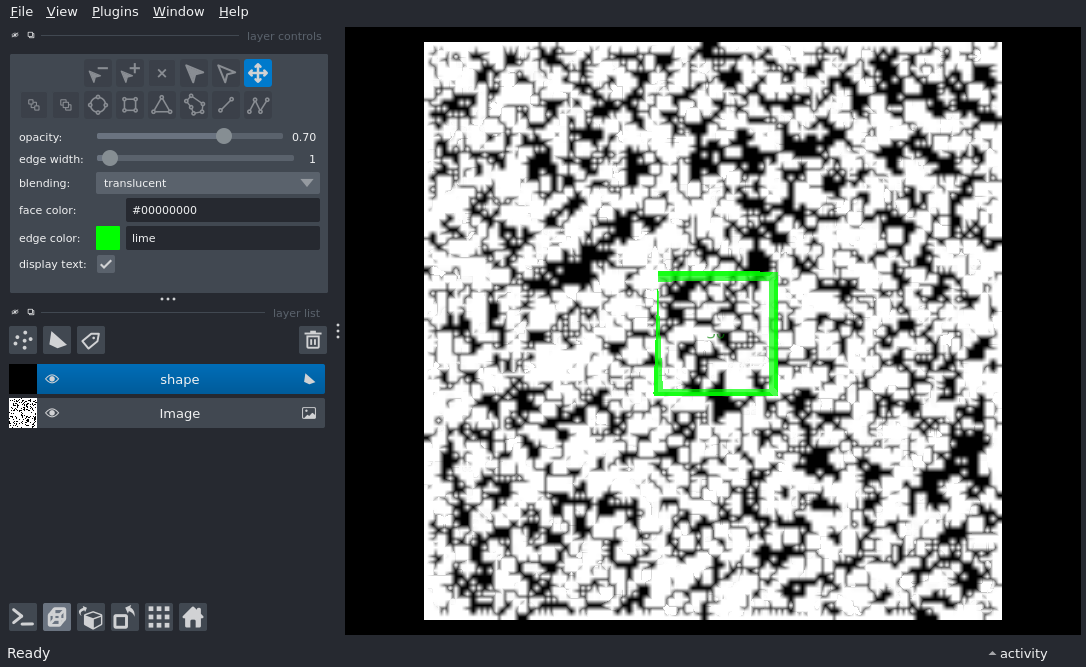 File View Plugins Window Help
layer controls
opacity: 0.70
edge width: 1
blending: translucent
face color: #00000000
edge color: lime
display text:
layer list
shape
Image
Ready
activity